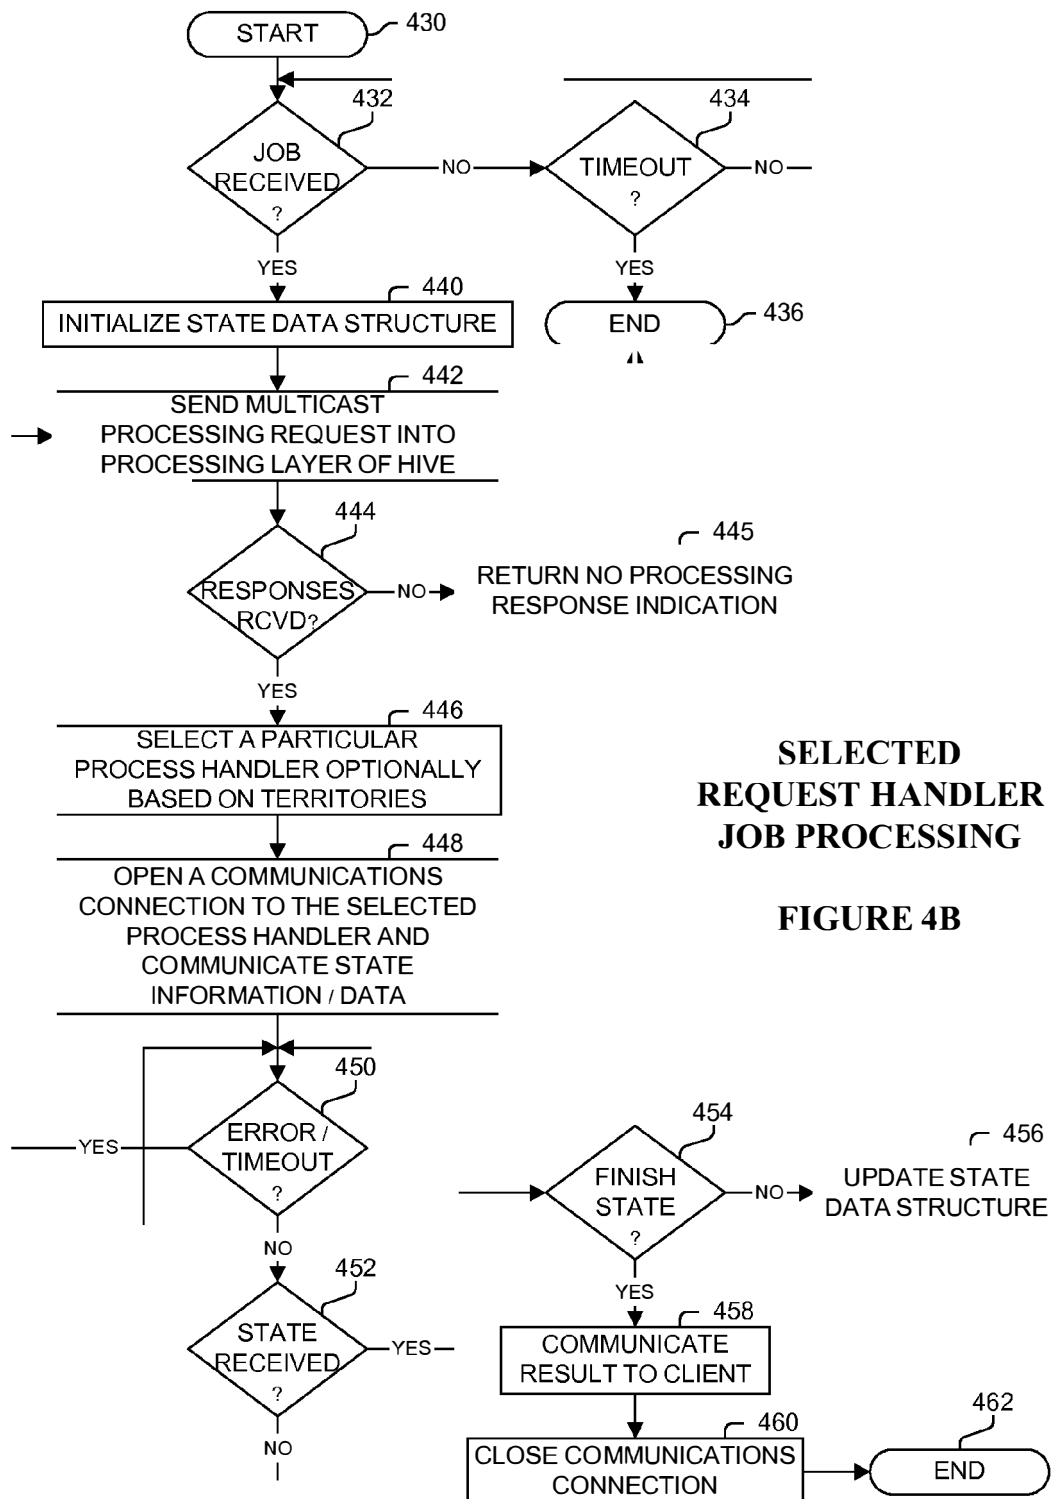 START
430
432
434
JOB
RECEIVED
?
NO
TIMEOUT
?
NO
YES
YES
440
INITIALIZE STATE DATA STRUCTURE
END
436
442
SEND MULTICAST
PROCESSING REQUEST INTO
PROCESSING LAYER OF HIVE
444
445
RESPONSES
RCVD?
NO
RETURN NO PROCESSING
RESPONSE INDICATION
YES
446
SELECT A PARTICULAR
PROCESS HANDLER OPTIONALLY
BASED ON TERRITORIES
SELECTED
REQUEST HANDLER
JOB PROCESSING
FIGURE 4B
448
OPEN A COMMUNICATIONS
CONNECTION TO THE SELECTED
PROCESS HANDLER AND
COMMUNICATE STATE
INFORMATION / DATA
450
YES
ERROR /
TIMEOUT
?
NO
454
456
FINISH
STATE
?
NO
UPDATE STATE
DATA STRUCTURE
452
STATE
RECEIVED
?
YES
NO
YES
458
COMMUNICATE
RESULT TO CLIENT
460
CLOSE COMMUNICATIONS
CONNECTION
462
END